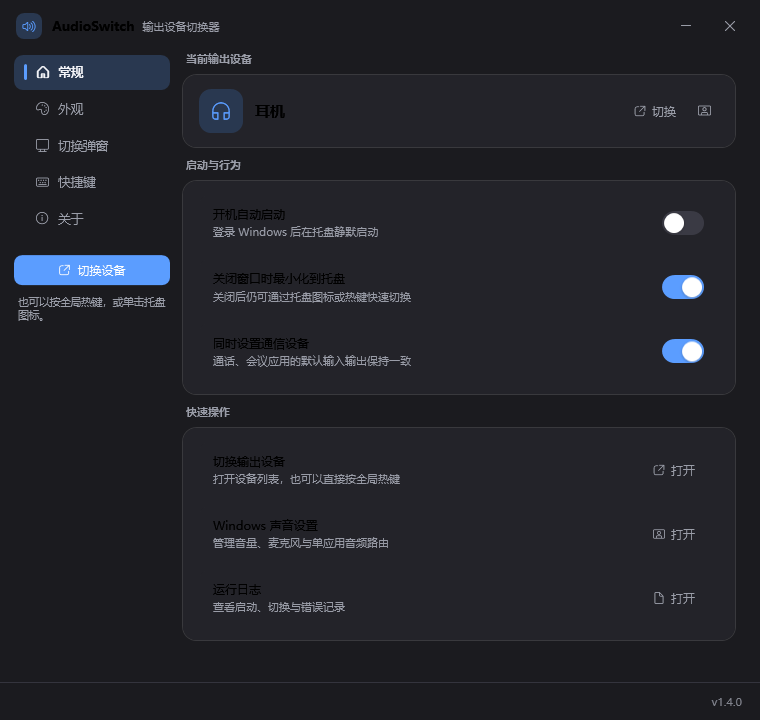 AudioSwitch 输出设备切换器
常规
外观
切换弹窗
快捷键
关于
切换设备
也可以按全局热键，或单击托盘
图标。
当前输出设备
耳机
切换
启动与行为
开机自动启动
登录 Windows 后在托盘静默启动
关闭窗口时最小化到托盘
关闭后仍可通过托盘图标或热键快速切换
同时设置通信设备
通话、会议应用的默认输入输出保持一致
快速操作
切换输出设备
打开设备列表，也可以直接按全局热键
打开
Windows 声音设置
管理音量、麦克风与单应用音频路由
打开
运行日志
查看启动、切换与错误记录
打开
v1.4.0